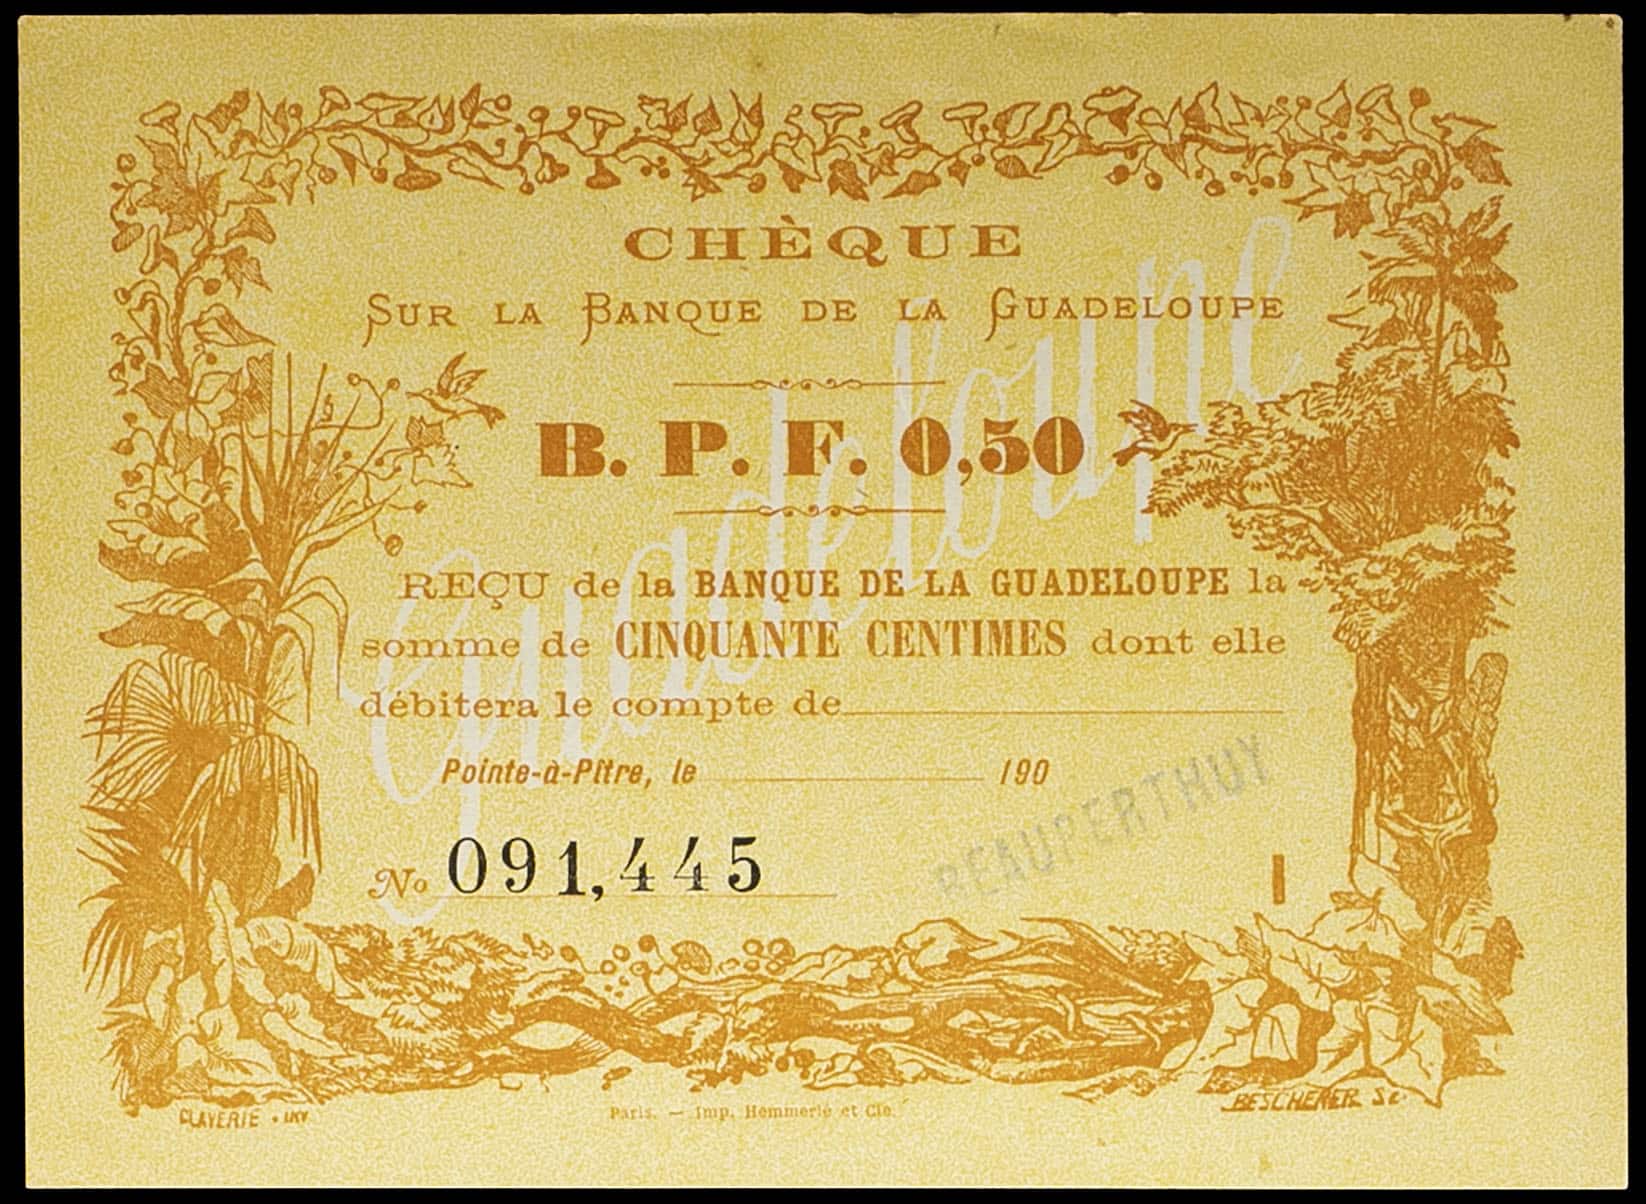 CHÈQUE
SUR LA BANQUE DE LA GUADELOUPE
B. P. F. 0,50
Guadeloupe
REÇU de la BANQUE DE LA GUADELOUPE la
somme de CINQUANTE CENTIMES dont elle
débitera le compte de
Pointe-à-Pître, le 190
BEAUPERTHUY
No 091,445 I
CLAVERIE . INV
Paris. — Imp. Hemmerlé et Cie.
BESCHERER Sc.